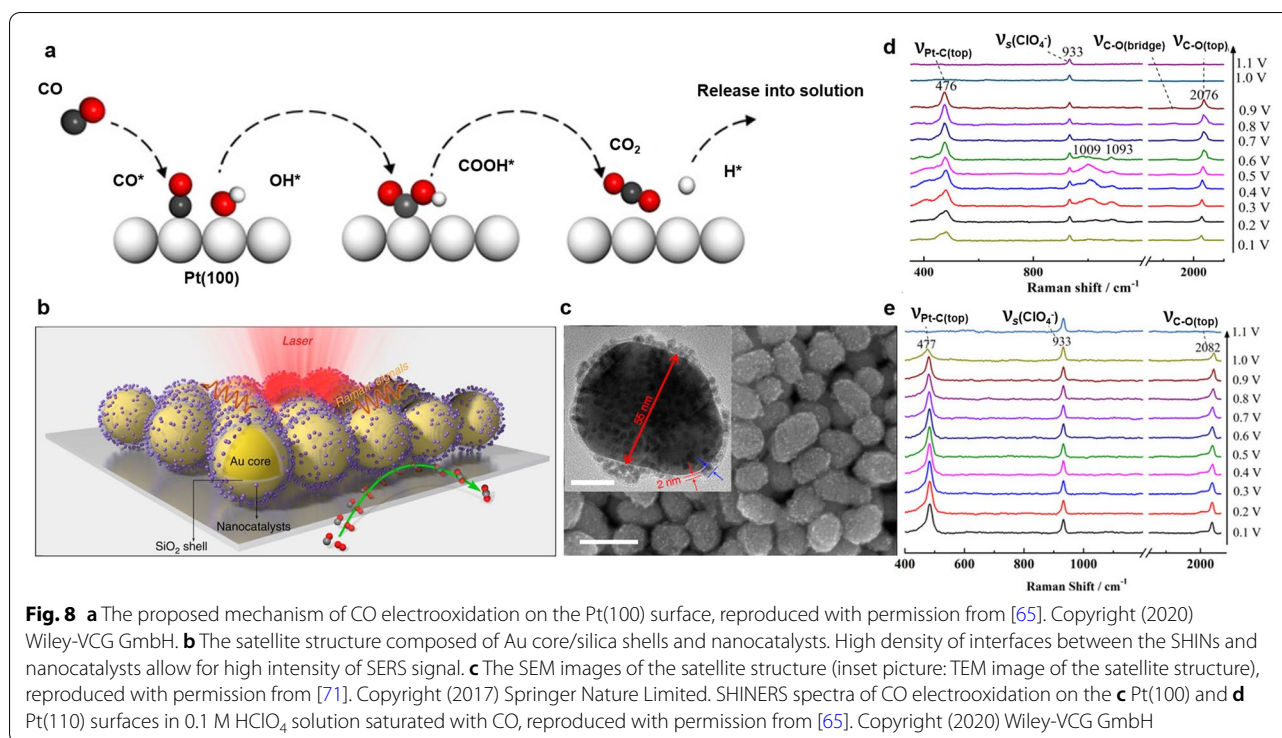 a
CO
CO*
OH*
Pt(100)
COOH*
CO₂
H*
Release into solution
b
Laser
Raman signals
Au core
Nanocatalysts
SiO₂ shell
c
55 nm
2 nm
d
νPt-C(top)
476
νs(ClO₄⁻)
933
νC-O(bridge)
νC-O(top)
2076
1009 1093
1.1 V
1.0 V
0.9 V
0.8 V
0.7 V
0.6 V
0.5 V
0.4 V
0.3 V
0.2 V
0.1 V
400 800 2000
Raman shift / cm⁻¹
e
νPt-C(top)
477
νs(ClO₄⁻)
933
νC-O(top)
2082
1.1 V
1.0 V
0.9 V
0.8 V
0.7 V
0.6 V
0.5 V
0.4 V
0.3 V
0.2 V
0.1 V
400 600 1000 2000
Raman Shift / cm⁻¹
Fig. 8 a The proposed mechanism of CO electrooxidation on the Pt(100) surface, reproduced with permission from [65]. Copyright (2020)
Wiley-VCG GmbH. b The satellite structure composed of Au core/silica shells and nanocatalysts. High density of interfaces between the SHINs and
nanocatalysts allow for high intensity of SERS signal. c The SEM images of the satellite structure (inset picture: TEM image of the satellite structure),
reproduced with permission from [71]. Copyright (2017) Springer Nature Limited. SHINERS spectra of CO electrooxidation on the c Pt(100) and d
Pt(110) surfaces in 0.1 M HClO₄ solution saturated with CO, reproduced with permission from [65]. Copyright (2020) Wiley-VCG GmbH